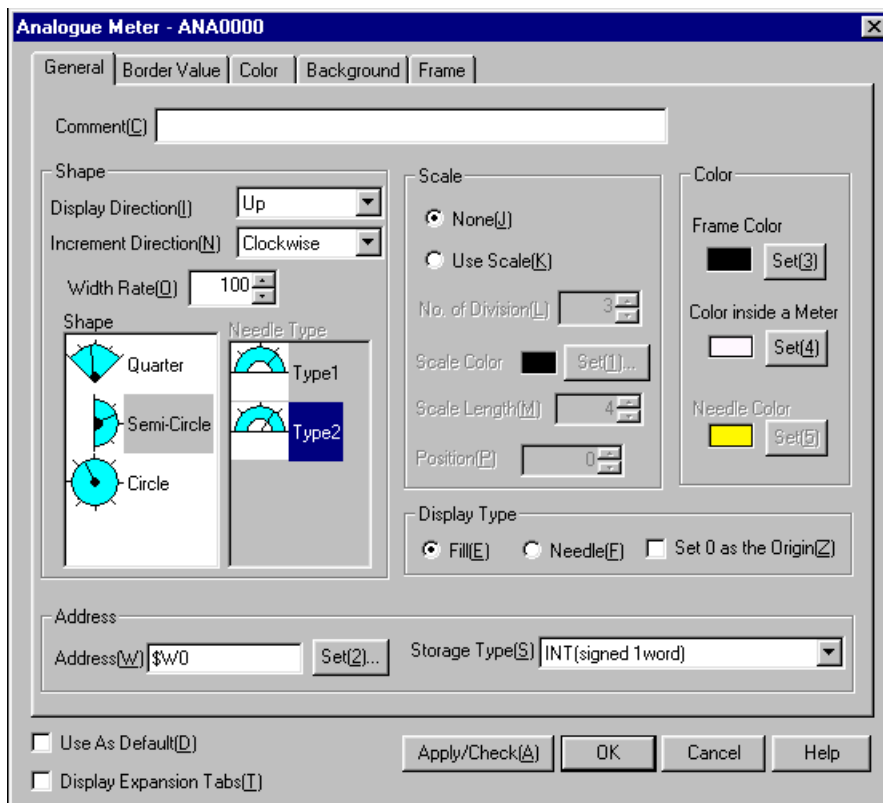 Analogue Meter - ANA0000
General Border Value Color Background Frame
Comment(C)
Shape
Display Direction(I) Up
Increment Direction(N) Clockwise
Width Rate(O) 100
Shape
Quarter
Semi-Circle
Circle
Needle Type
Type1
Type2
Scale
None(J)
Use Scale(K)
No. of Division(L) 3
Scale Color Set(1)...
Scale Length(M) 4
Position(P) 0
Color
Frame Color
Set(3)
Color inside a Meter
Set(4)
Needle Color
Set(5)
Display Type
Fill(E) Needle(F) Set 0 as the Origin(Z)
Address
Address(W) $W0 Set(2)... Storage Type(S) INT(signed 1word)
Use As Default(D)
Display Expansion Tabs(T)
Apply/Check(A) OK Cancel Help